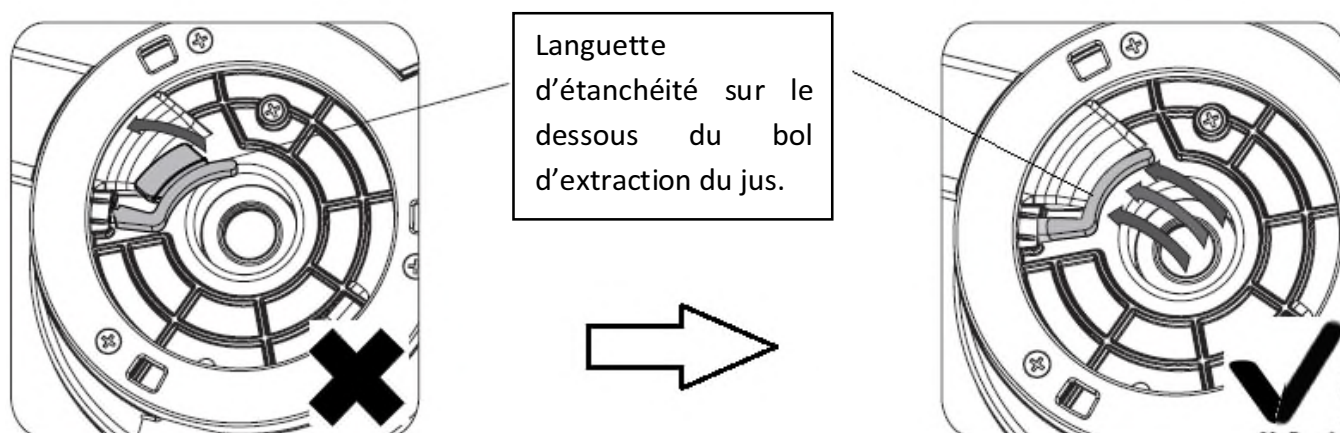 Languette
d’étanchéité sur le
dessous du bol
d’extraction du jus.